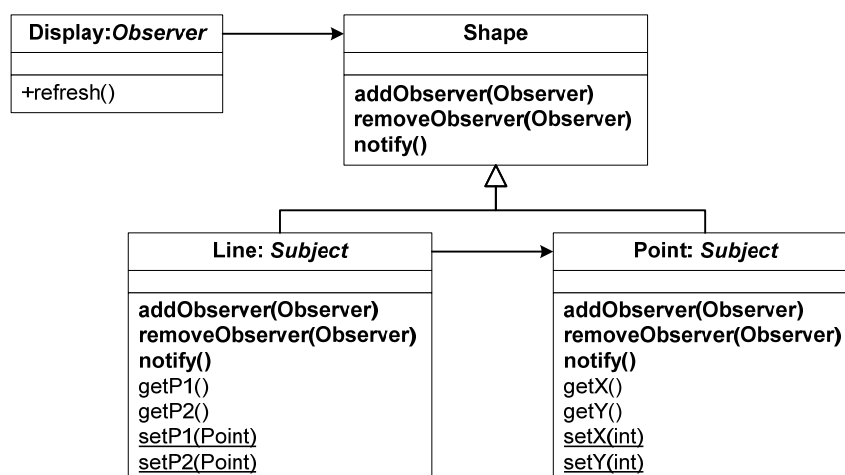 Display:Observer
+refresh()
Shape
addObserver(Observer)
removeObserver(Observer)
notify()
Line: Subject
addObserver(Observer)
removeObserver(Observer)
notify()
getP1()
getP2()
setP1(Point)
setP2(Point)
Point: Subject
addObserver(Observer)
removeObserver(Observer)
notify()
getX()
getY()
setX(int)
setY(int)